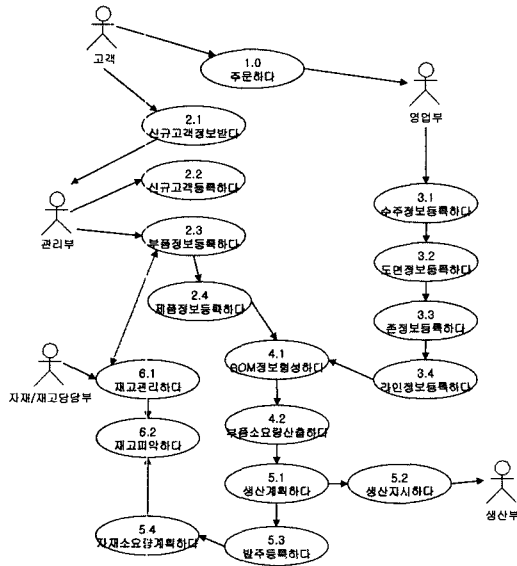 고객
1.0
주문하다
영업부
2.1
신규고객정보받다
2.2
신규고객등록하다
관리부
2.3
부품정보등록하다
2.4
제품정보등록하다
3.1
수주정보등록하다
3.2
도면정보등록하다
3.3
존정보등록하다
3.4
라인정보등록하다
4.1
BOM정보형성하다
4.2
부품소요량산출하다
자재/재고담당부
6.1
재고관리하다
6.2
재고파악하다
5.1
생산계획하다
5.2
생산지시하다
생산부
5.3
발주등록하다
5.4
자재소요량계획하다